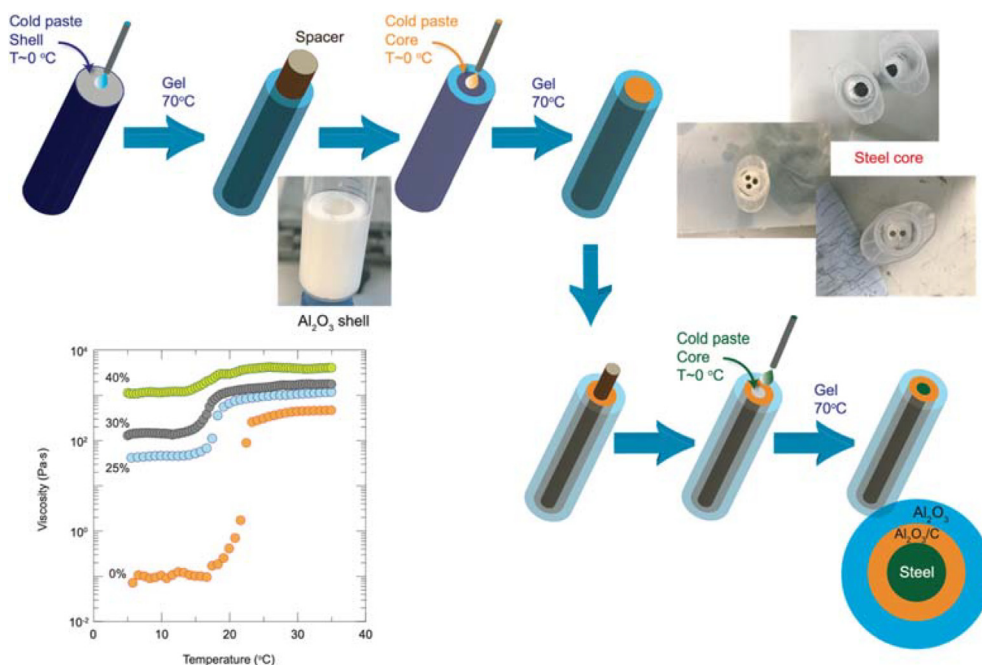 Cold paste
Shell
T~0 °C
Gel
70°C
Spacer
Cold paste
Core
T~0 °C
Gel
70°C
Steel core
Al₂O₃ shell
Cold paste
Core
T~0 °C
Gel
70°C
Al₂O₃
Al₂O₃/C
Steel
Viscosity (Pa·s)
10⁴
10²
10⁰
10⁻²
40%
30%
25%
0%
0
10
20
30
40
Temperature (°C)